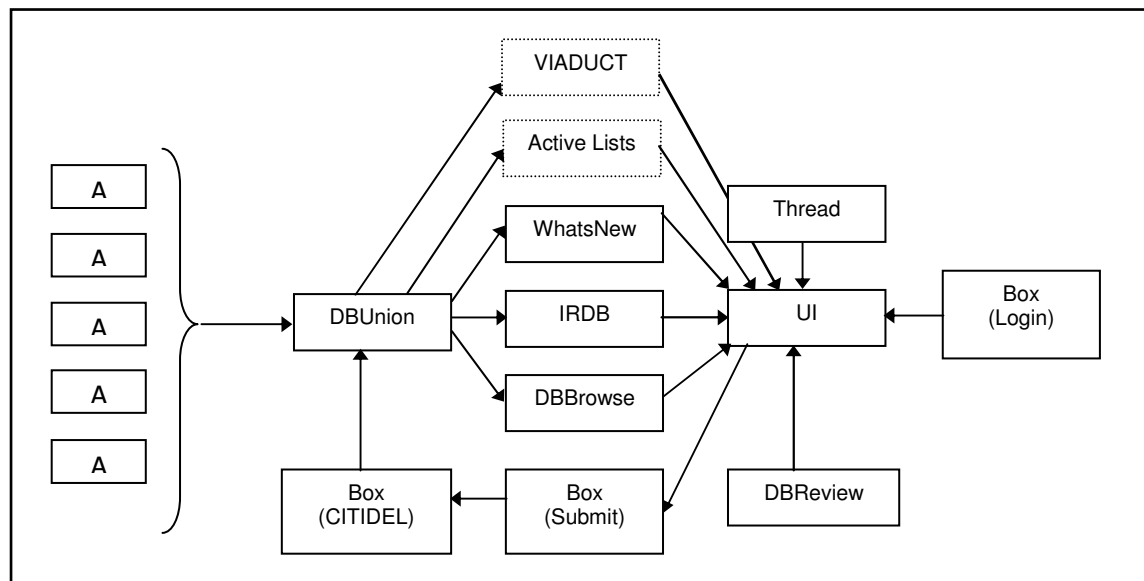 VIADUCT
Active Lists
A
Thread
WhatsNew
A
Box
(Login)
DBUnion
IRDB
UI
A
DBBrowse
A
A
Box
(CITIDEL)
Box
(Submit)
DBReview